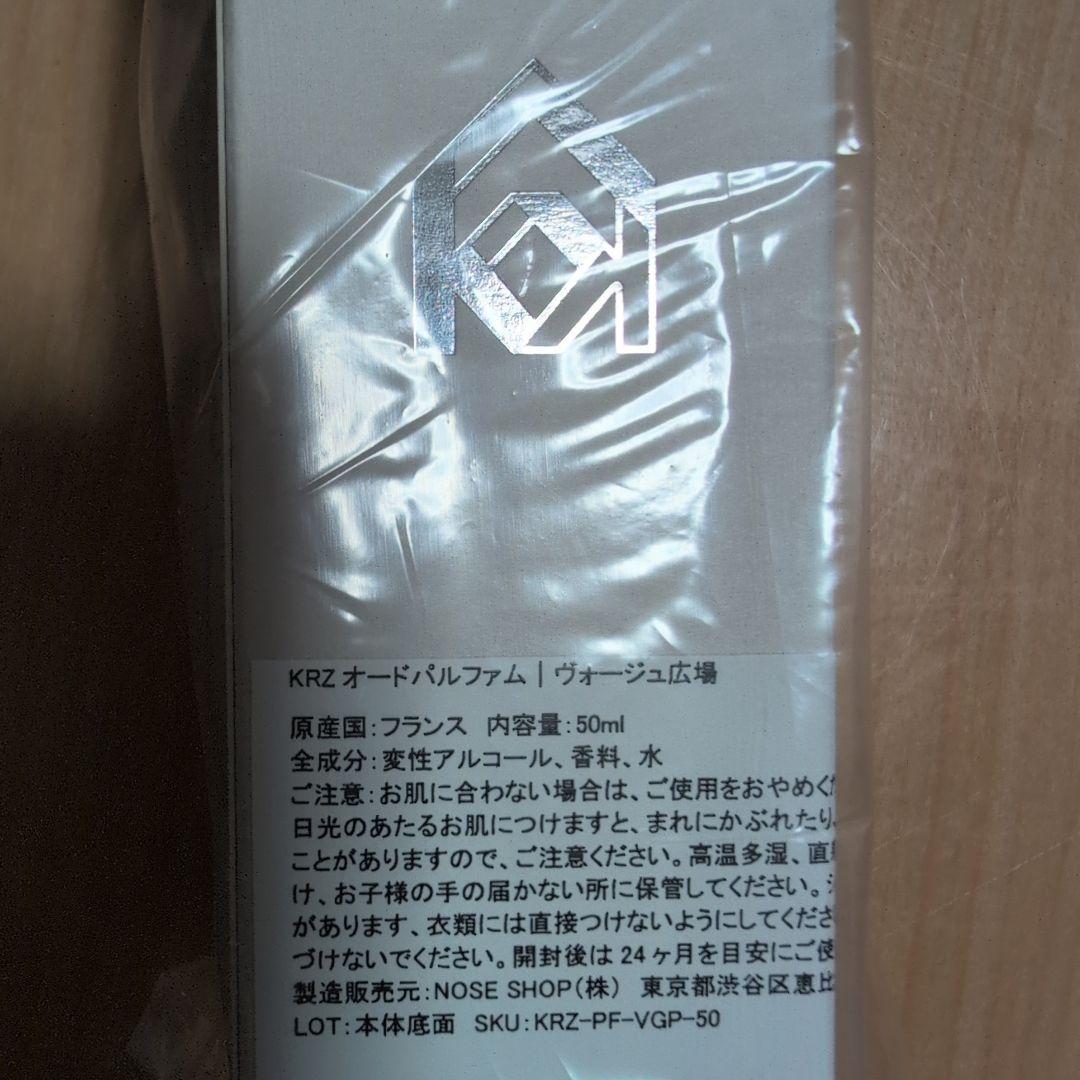 KRZ オードパルファム | ヴォージュ広場
原産国:フランス 内容量:50ml
全成分:変性アルコール、香料、水
ご注意:お肌に合わない場合は、ご使用をおやめくだ
日光のあたるお肌につけますと、まれにかぶれたり、
ことがありますので、ご注意ください。高温多湿、直
け、お子様の手の届かない所に保管してください。シ
があります、衣類には直接つけないようにしてくださ
づけないでください。開封後は24ヶ月を目安にご使
製造販売元:NOSE SHOP(株) 東京都渋谷区恵比
LOT:本体底面 SKU:KRZ-PF-VGP-50